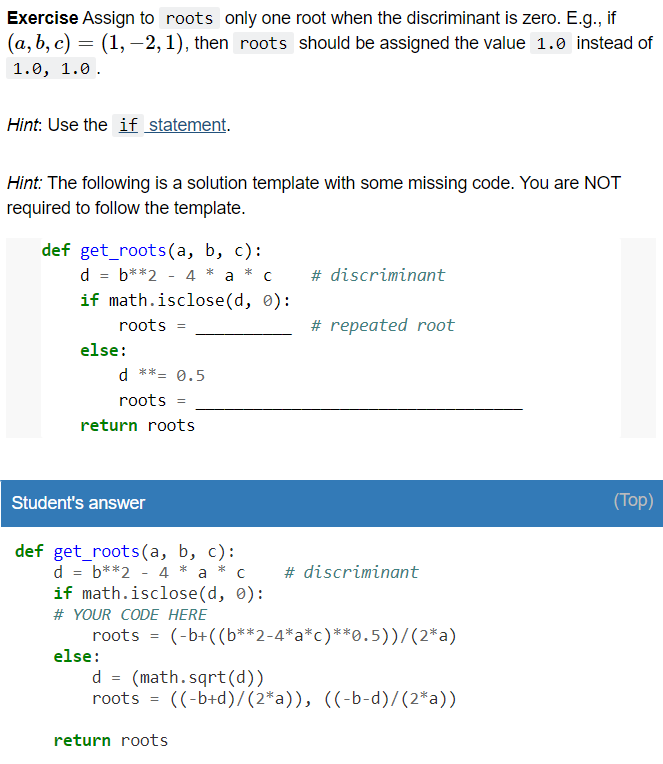 Exercise Assign to roots only one root when the discriminant is zero. E.g., if
(a, b, c) = (1, −2, 1), then roots should be assigned the value 1.0 instead of
1.0, 1.0 .
Hint: Use the if statement.
Hint: The following is a solution template with some missing code. You are NOT
required to follow the template.
def get_roots(a, b, c):
    d = b**2 - 4 * a * c    # discriminant
    if math.isclose(d, 0):
        roots = __________  # repeated root
    else:
        d **= 0.5
        roots = __________________________________
    return roots
Student's answer (Top)
def get_roots(a, b, c):
    d = b**2 - 4 * a * c    # discriminant
    if math.isclose(d, 0):
    # YOUR CODE HERE
        roots = (-b+((b**2-4*a*c)**0.5))/(2*a)
    else:
        d = (math.sqrt(d))
        roots = ((-b+d)/(2*a)), ((-b-d)/(2*a))
    return roots